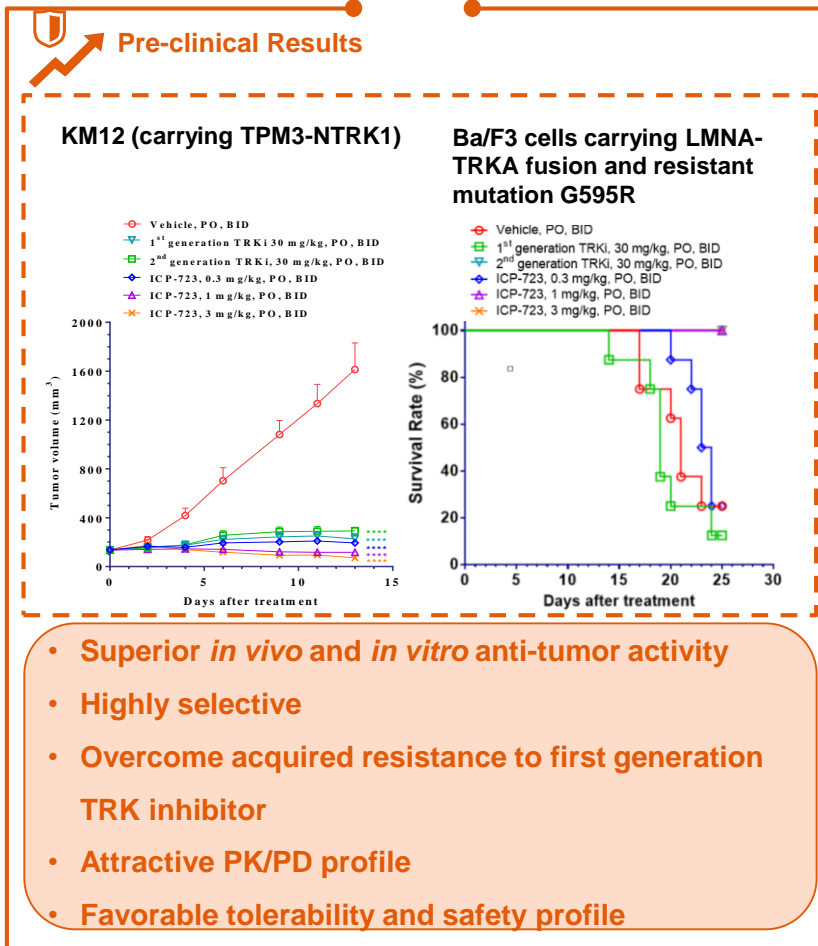 Pre-clinical Results
KM12 (carrying TPM3-NTRK1)
Vehicle, PO, BID
1st generation TRKi 30 mg/kg, PO, BID
2nd generation TRKi, 30 mg/kg, PO, BID
ICP-723, 0.3 mg/kg, PO, BID
ICP-723, 1 mg/kg, PO, BID
ICP-723, 3 mg/kg, PO, BID
Tumor volume (mm3)
2000
1600
1200
800
400
0
0 5 10 15
Days after treatment
****
****
****
****
****
Ba/F3 cells carrying LMNA-
TRKA fusion and resistant
mutation G595R
Vehicle, PO, BID
1st generation TRKi, 30 mg/kg, PO, BID
2nd generation TRKi, 30 mg/kg, PO, BID
ICP-723, 0.3 mg/kg, PO, BID
ICP-723, 1 mg/kg, PO, BID
ICP-723, 3 mg/kg, PO, BID
Survival Rate (%)
100
80
60
40
20
0
0 5 10 15 20 25 30
Days after treatment
• Superior in vivo and in vitro anti-tumor activity
• Highly selective
• Overcome acquired resistance to first generation
TRK inhibitor
• Attractive PK/PD profile
• Favorable tolerability and safety profile